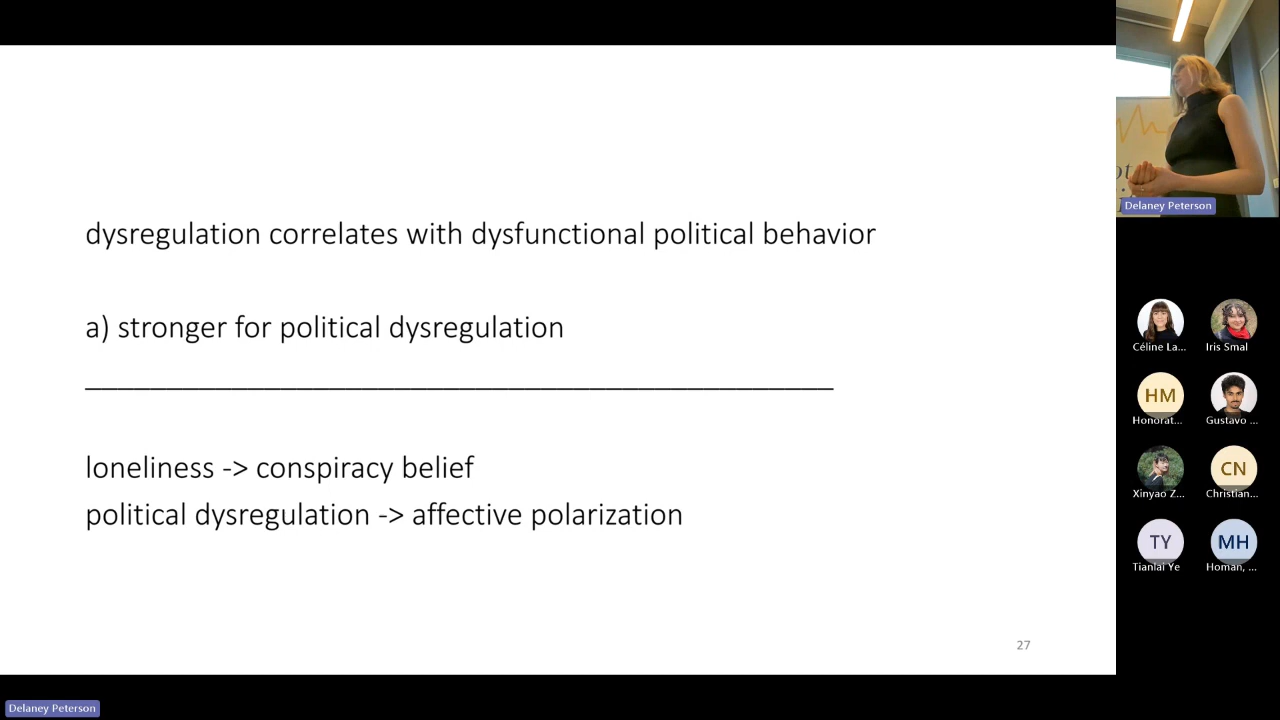 dysregulation correlates with dysfunctional political behavior
a) stronger for political dysregulation
loneliness -> conspiracy belief
political dysregulation -> affective polarization
27
Delaney Peterson
Delaney Peterson
Céline La...
Iris Smal
HM
Honorat...
Gustavo ...
Xinyao Z...
CN
Christian...
TY
Tianlai Ye
MH
Homan, ...